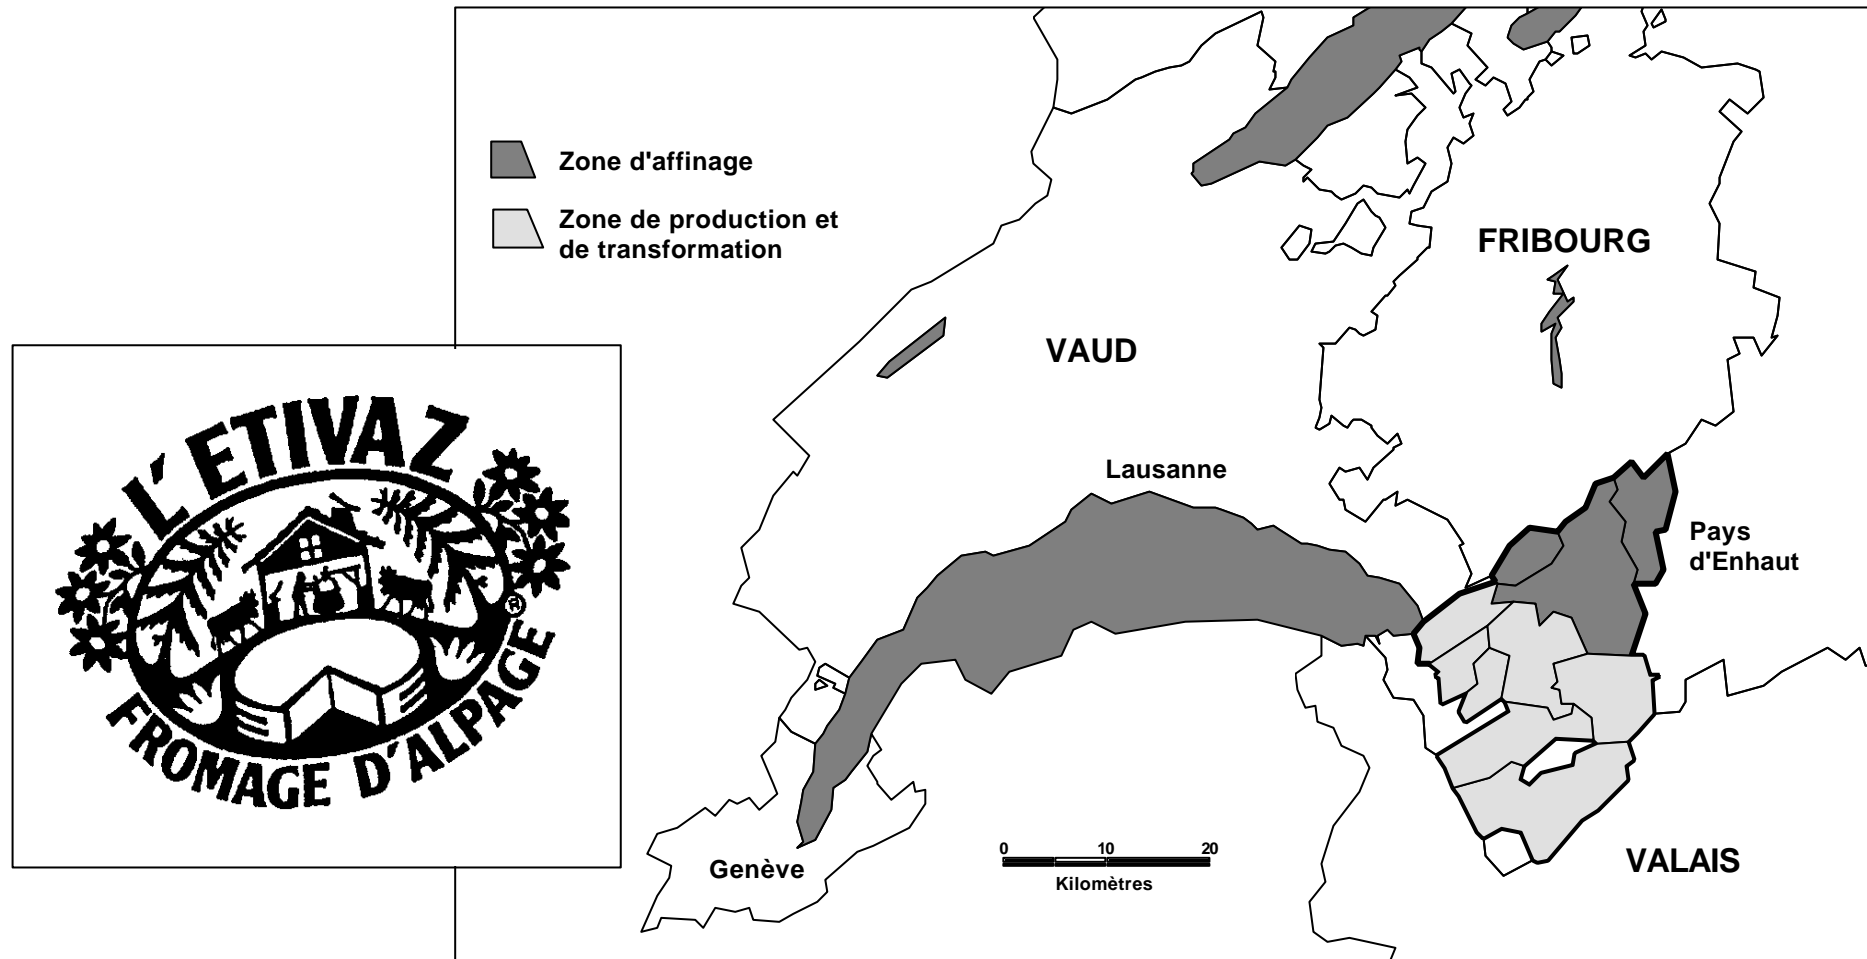 Zone d'affinage
Zone de production et
de transformation
FRIBOURG
VAUD
Lausanne
Pays
d'Enhaut
L'ETIVAZ
®
FROMAGE D'ALPAGE
Genève
0 10 20
Kilomètres
VALAIS